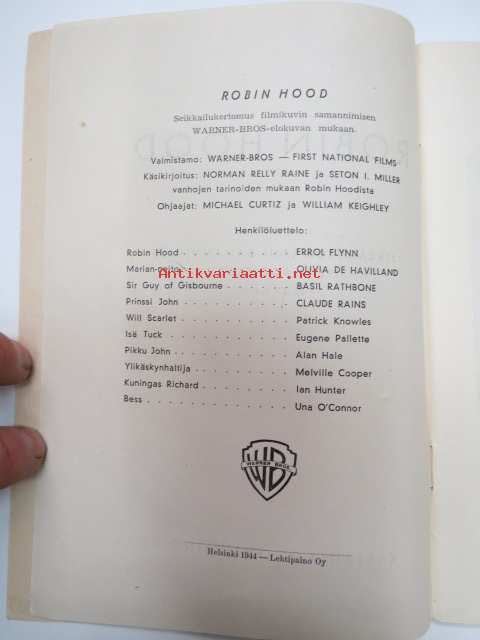 ROBIN HOOD
Seikkailukertomus filmikuvin samannimisen
WARNER-BROS-elokuvan mukaan.
Valmistamo: WARNER-BROS — FIRST NATIONAL FILMS
Käsikirjoitus: NORMAN RELLY RAINE ja SETON I. MILLER
vanhojen tarinoiden mukaan Robin Hoodista
Ohjaajat: MICHAEL CURTIZ ja WILLIAM KEIGHLEY
Henkilöluettelo:
Robin Hood . . . . . . . . . . ERROL FLYNN
Marian-neito OLIVIA DE HAVILLAND
Antikvariaatti.net
Sir Guy of Gisbourne . . . . . . BASIL RATHBONE
Prinssi John . . . . . . . . . . CLAUDE RAINS
Will Scarlet . . . . . . . . . . Patrick Knowles
Isä Tuck . . . . . . . . . . . Eugene Pallette
Pikku John . . . . . . . . . . Alan Hale
Ylikäskynhaltija . . . . . . . . Melville Cooper
Kuningas Richard . . . . . . . . Ian Hunter
Bess . . . . . . . . . . . . . Una O'Connor
WARNER BROS
WB
Helsinki 1944 — Lehtipaino Oy